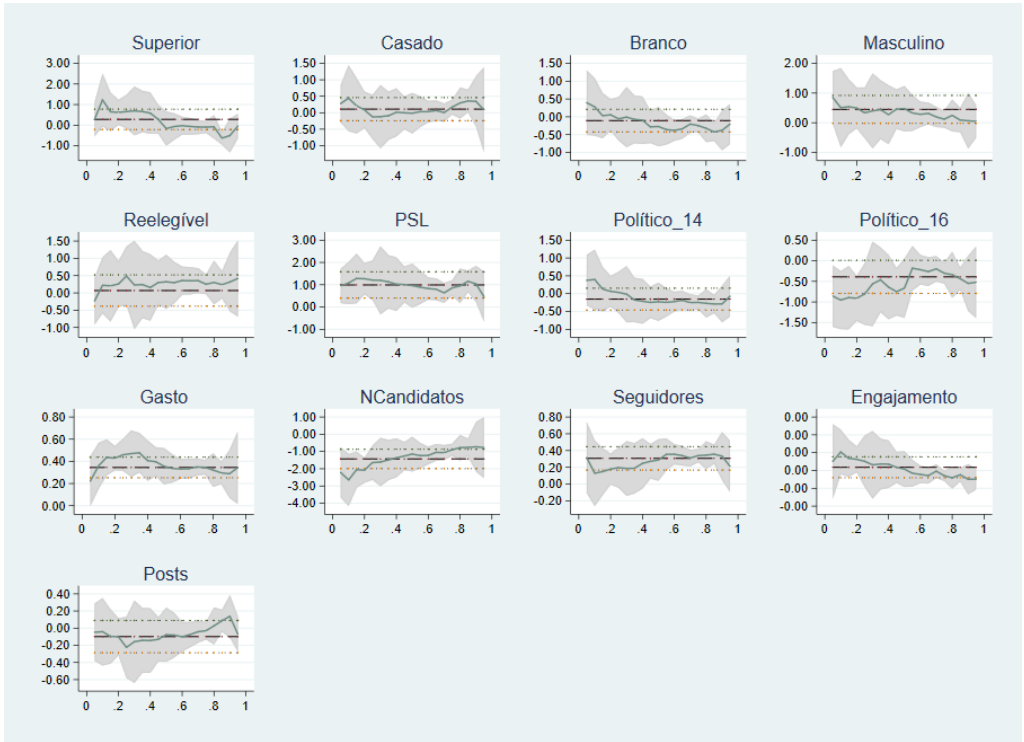 Superior
3.00
2.00
1.00
0.00
-1.00
0 .2 .4 .6 .8 1
Casado
1.50
1.00
0.50
0.00
-0.50
-1.00
0 .2 .4 .6 .8 1
Branco
1.50
1.00
0.50
0.00
-0.50
-1.00
0 .2 .4 .6 .8 1
Masculino
2.00
1.00
0.00
-1.00
0 .2 .4 .6 .8 1
Reelegível
1.50
1.00
0.50
0.00
-0.50
-1.00
0 .2 .4 .6 .8 1
PSL
3.00
2.00
1.00
0.00
-1.00
0 .2 .4 .6 .8 1
Político_14
1.50
1.00
0.50
0.00
-0.50
-1.00
0 .2 .4 .6 .8 1
Político_16
0.50
-0.00
-0.50
-1.00
-1.50
0 .2 .4 .6 .8 1
Gasto
0.80
0.60
0.40
0.20
0.00
0 .2 .4 .6 .8 1
NCandidatos
1.00
0.00
-1.00
-2.00
-3.00
-4.00
0 .2 .4 .6 .8 1
Seguidores
0.80
0.60
0.40
0.20
0.00
-0.20
0 .2 .4 .6 .8 1
Engajamento
0.00
0.00
0.00
0.00
-0.00
-0.00
0 .2 .4 .6 .8 1
Posts
0.40
0.20
0.00
-0.20
-0.40
-0.60
0 .2 .4 .6 .8 1